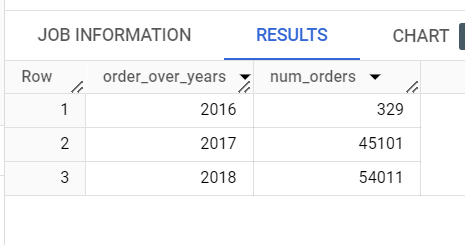 JOB INFORMATION RESULTS CHART
Row order_over_years num_orders
1 2016 329
2 2017 45101
3 2018 54011